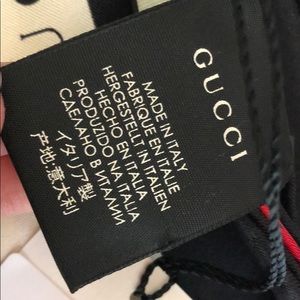 GUCCI
MADE IN ITALY
FABRIQUE EN ITALIE
HERGESTELLT IN ITALIEN
HECHO EN ITALIA
PRODUZIDO NA ITALIA
СДЕЛАНО В ИТАЛИИ
イタリア製
产地:意大利